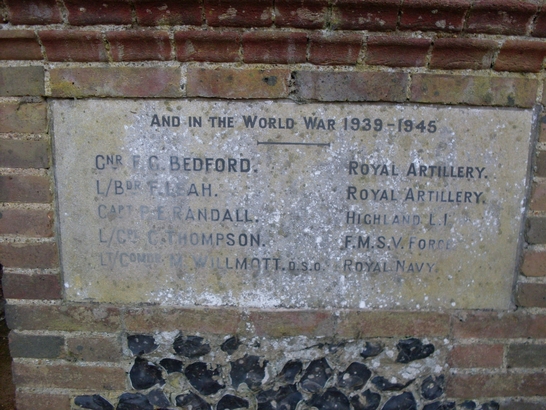 AND IN THE WORLD WAR 1939-1945
GNR F. G. BEDFORD. ROYAL ARTILLERY.
L/BDR F. LEAH. ROYAL ARTILLERY.
CAPT RANDALL. HIGHLAND L.I.
L/CPL THOMPSON. F.M.S.V. FORCE
LT/COMDR WILLMOTT. D.S.O. ROYAL NAVY